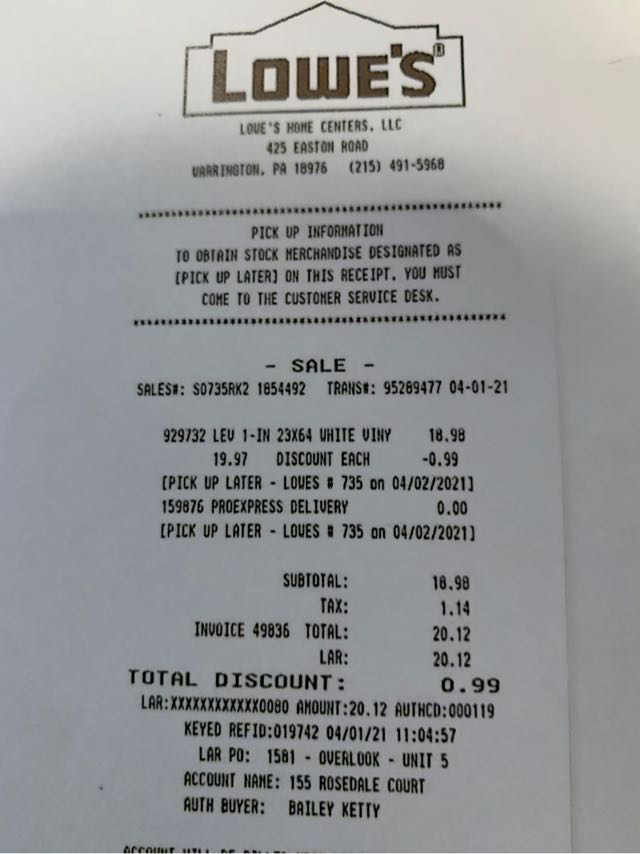 LOWE'S®
LOWE'S HOME CENTERS, LLC
425 EASTON ROAD
WARRINGTON, PA 18976 (215) 491-5968
PICK UP INFORMATION
TO OBTAIN STOCK MERCHANDISE DESIGNATED AS
[PICK UP LATER] ON THIS RECEIPT, YOU MUST
COME TO THE CUSTOMER SERVICE DESK.
- SALE -
SALES#: S0735RK2 1854492 TRANS#: 95289477 04-01-21
929732 LEV 1-IN 23X64 WHITE VINY 18.98
19.97 DISCOUNT EACH -0.99
[PICK UP LATER - LOWES # 735 on 04/02/2021]
159876 PROEXPRESS DELIVERY 0.00
[PICK UP LATER - LOWES # 735 on 04/02/2021]
SUBTOTAL: 18.98
TAX: 1.14
INVOICE 49836 TOTAL: 20.12
LAR: 20.12
TOTAL DISCOUNT: 0.99
LAR:XXXXXXXXXXXX0080 AMOUNT:20.12 AUTHCD:000119
KEYED REFID:019742 04/01/21 11:04:57
LAR PO: 1581 - OVERLOOK - UNIT 5
ACCOUNT NAME: 155 ROSEDALE COURT
AUTH BUYER: BAILEY KETTY